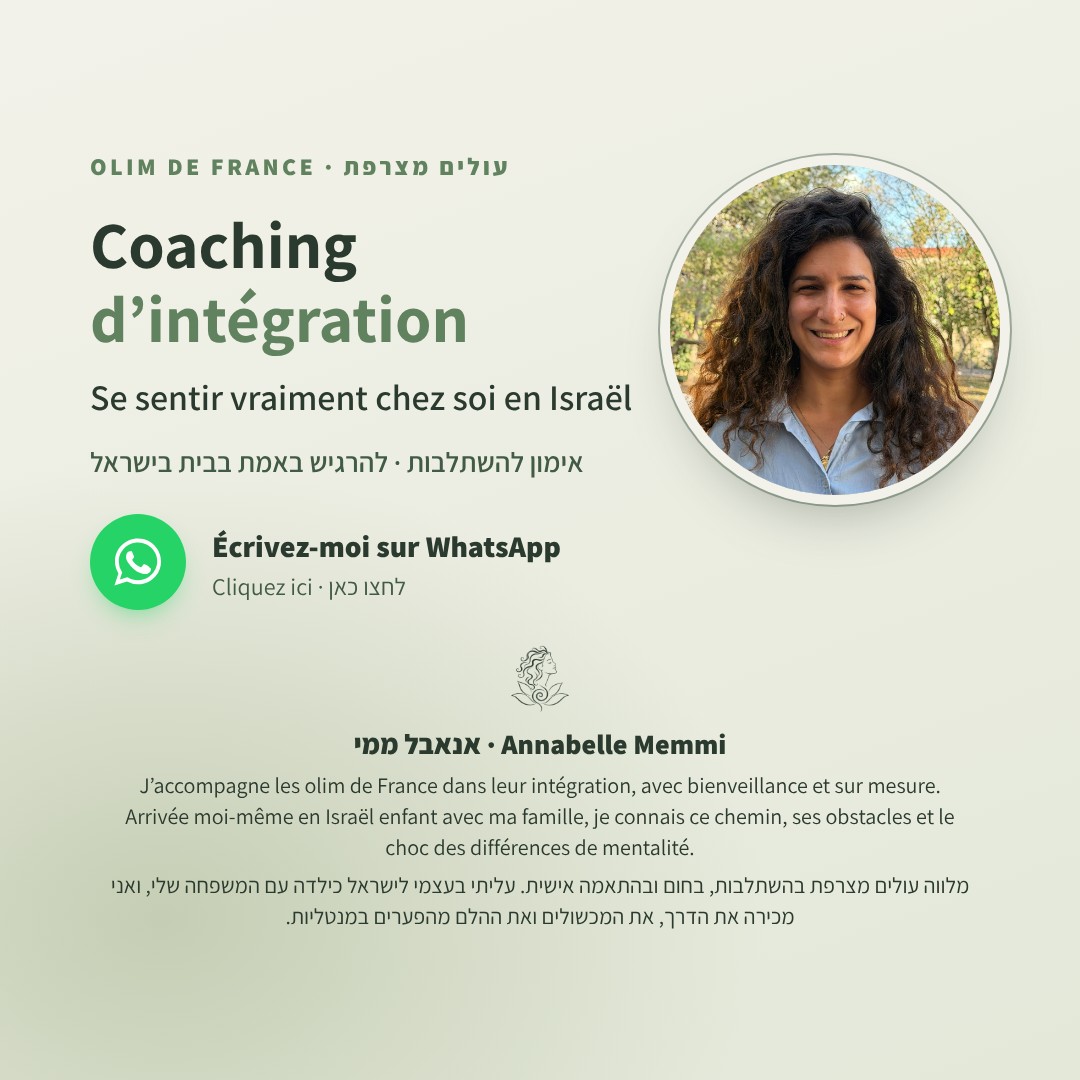 OLIM DE FRANCE · עולים מצרפת
Coaching
d’intégration
Se sentir vraiment chez soi en Israël
אימון להשתלבות · להרגיש באמת בבית בישראל
Écrivez-moi sur WhatsApp
Cliquez ici · לחצו כאן
אנאבל ממי · Annabelle Memmi
J’accompagne les olim de France dans leur intégration, avec bienveillance et sur mesure.
Arrivée moi-même en Israël enfant avec ma famille, je connais ce chemin, ses obstacles et le
choc des différences de mentalité.
מלווה עולים מצרפת בהשתלבות, בחום ובהתאמה אישית. עליתי בעצמי לישראל כילדה עם המשפחה שלי, ואני
מכירה את הדרך, את המכשולים ואת ההלם מהפערים במנטליות.